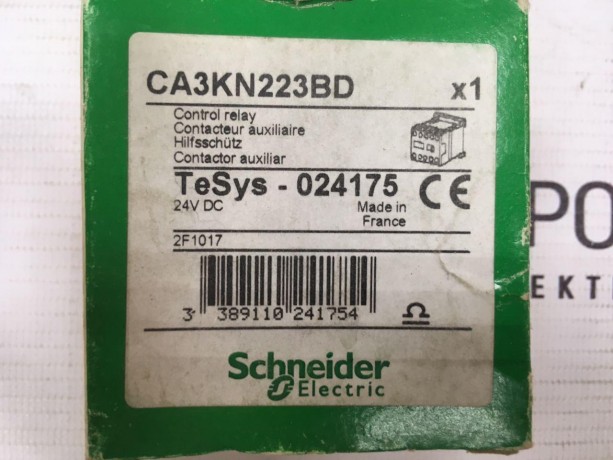 CA3KN223BD x1
Control relay
Contacteur auxiliaire
Hilfsschütz
Contactor auxiliar
TeSys - 024175 CE
24V DC Made in
France
2F1017
3 389110 241754
Schneider
Electric
PO
EKT